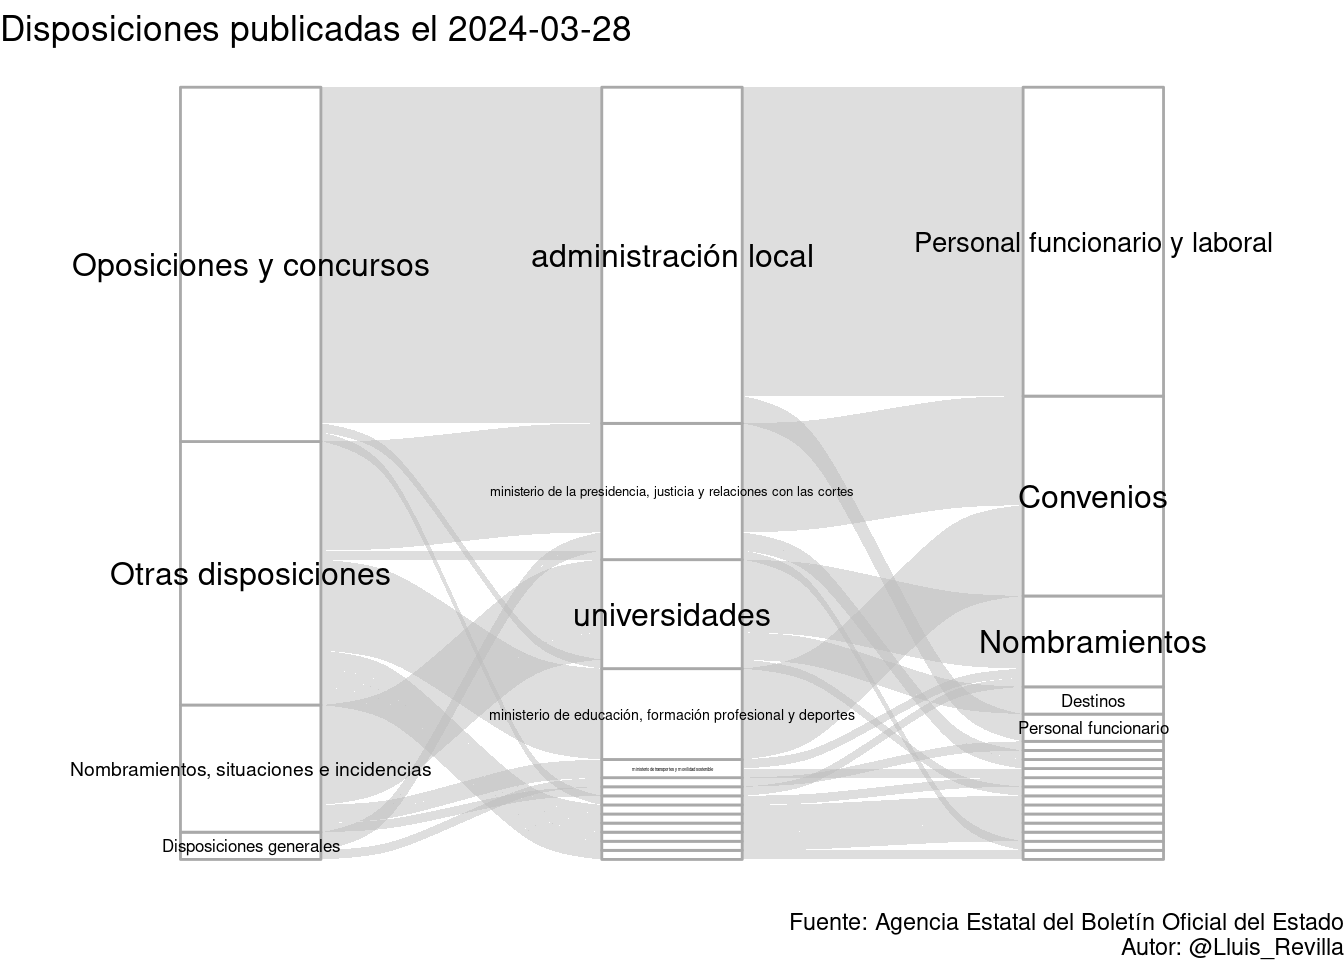 Disposiciones publicadas el 2024-03-28
Oposiciones y concursos
Otras disposiciones
Nombramientos, situaciones e incidencias
Disposiciones generales
administración local
ministerio de la presidencia, justicia y relaciones con las cortes
universidades
ministerio de educación, formación profesional y deportes
ministerio de transportes y movilidad sostenible
Personal funcionario y laboral
Convenios
Nombramientos
Destinos
Personal funcionario
Fuente: Agencia Estatal del Boletín Oficial del Estado
Autor: @Lluis_Revilla